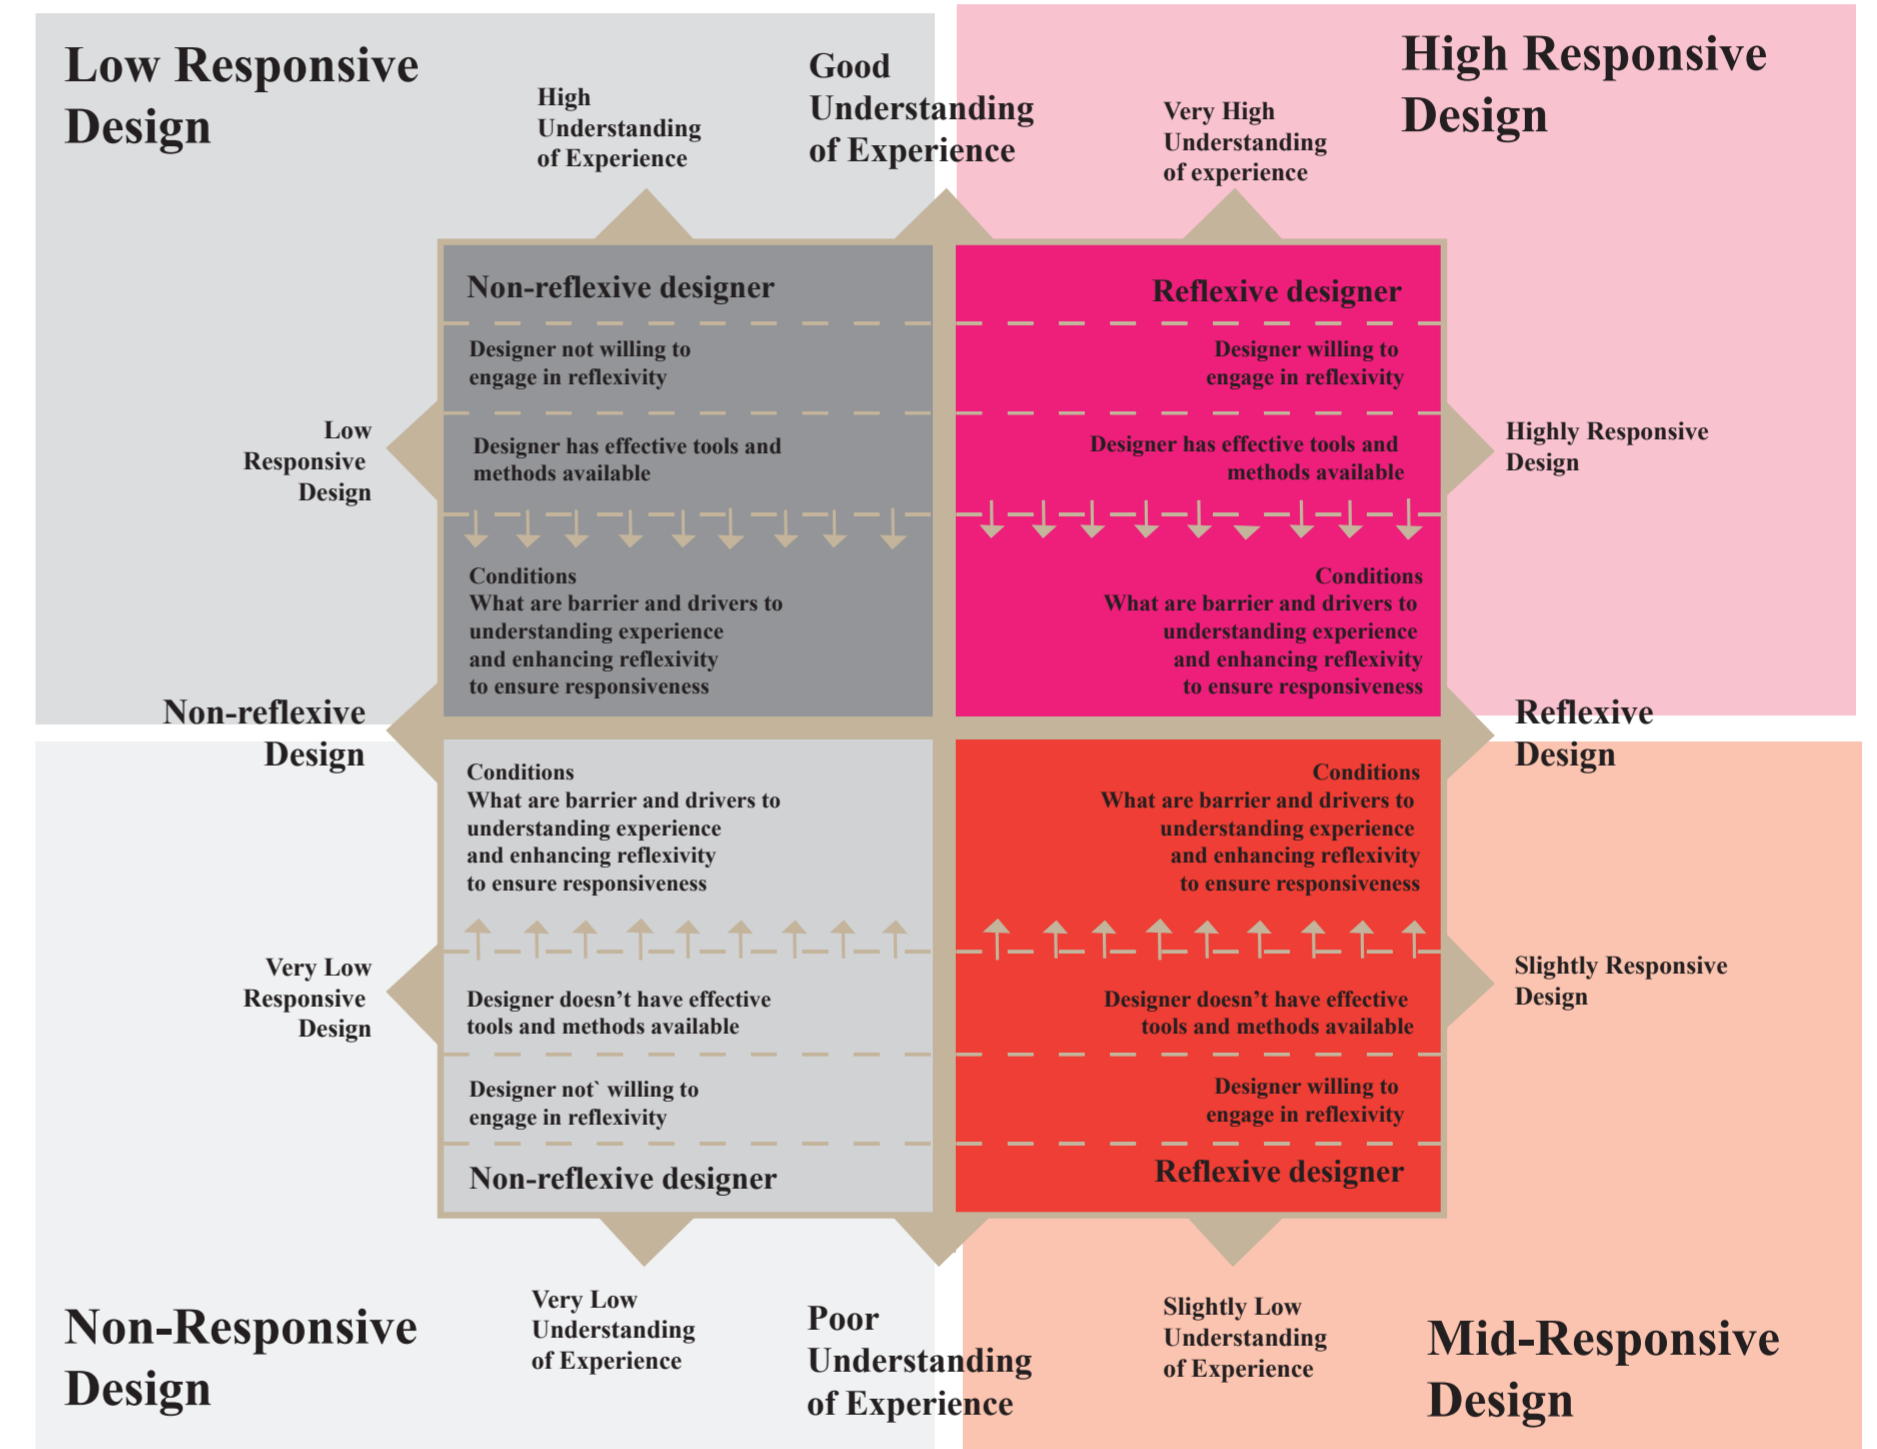 Low Responsive
Design
High
Understanding
of Experience
Good
Understanding
of Experience
Very High
Understanding
of experience
High Responsive
Design
Non-reflexive designer
Designer not willing to
engage in reflexivity
Designer has effective tools and
methods available
Conditions
What are barrier and drivers to
understanding experience
and enhancing reflexivity
to ensure responsiveness
Reflexive designer
Designer willing to
engage in reflexivity
Designer has effective tools and
methods available
Conditions
What are barrier and drivers to
understanding experience
and enhancing reflexivity
to ensure responsiveness
Low
Responsive
Design
Highly Responsive
Design
Non-reflexive
Design
Reflexive
Design
Conditions
What are barrier and drivers to
understanding experience
and enhancing reflexivity
to ensure responsiveness
Designer doesn’t have effective
tools and methods available
Designer not` willing to
engage in reflexivity
Non-reflexive designer
Conditions
What are barrier and drivers to
understanding experience
and enhancing reflexivity
to ensure responsiveness
Designer doesn’t have effective
tools and methods available
Designer willing to
engage in reflexivity
Reflexive designer
Very Low
Responsive
Design
Slightly Responsive
Design
Non-Responsive
Design
Very Low
Understanding
of Experience
Poor
Understanding
of Experience
Slightly Low
Understanding
of Experience
Mid-Responsive
Design